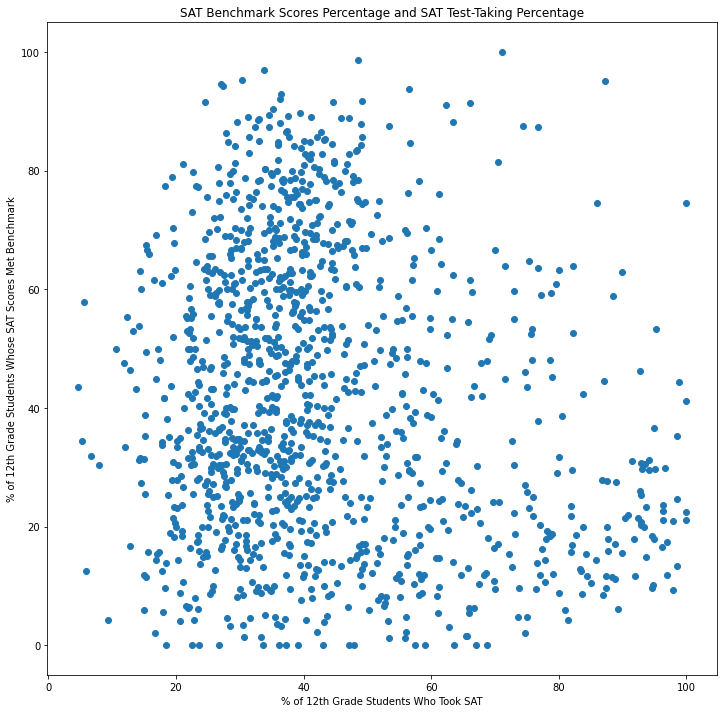 SAT Benchmark Scores Percentage and SAT Test-Taking Percentage
100
80
60
40
20
0
% of 12th Grade Students Whose SAT Scores Met Benchmark
0 20 40 60 80 100
% of 12th Grade Students Who Took SAT